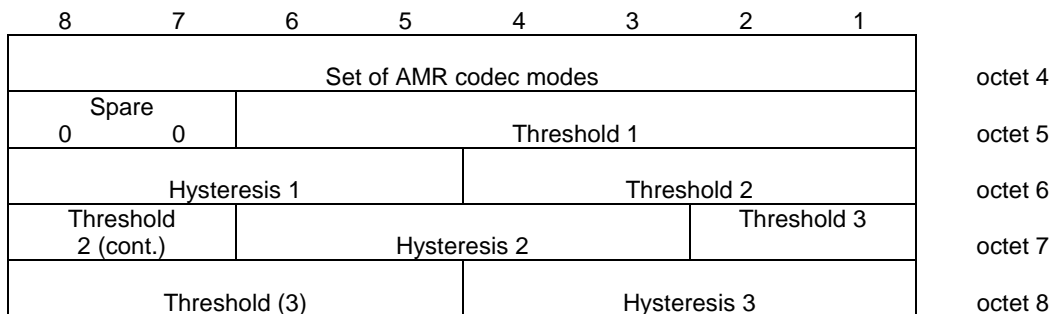 8 7 6 5 4 3 2 1
Set of AMR codec modes octet 4
Spare
0 0 Threshold 1 octet 5
Hysteresis 1 Threshold 2 octet 6
Threshold Threshold 3
2 (cont.) Hysteresis 2 octet 7
Threshold (3) Hysteresis 3 octet 8